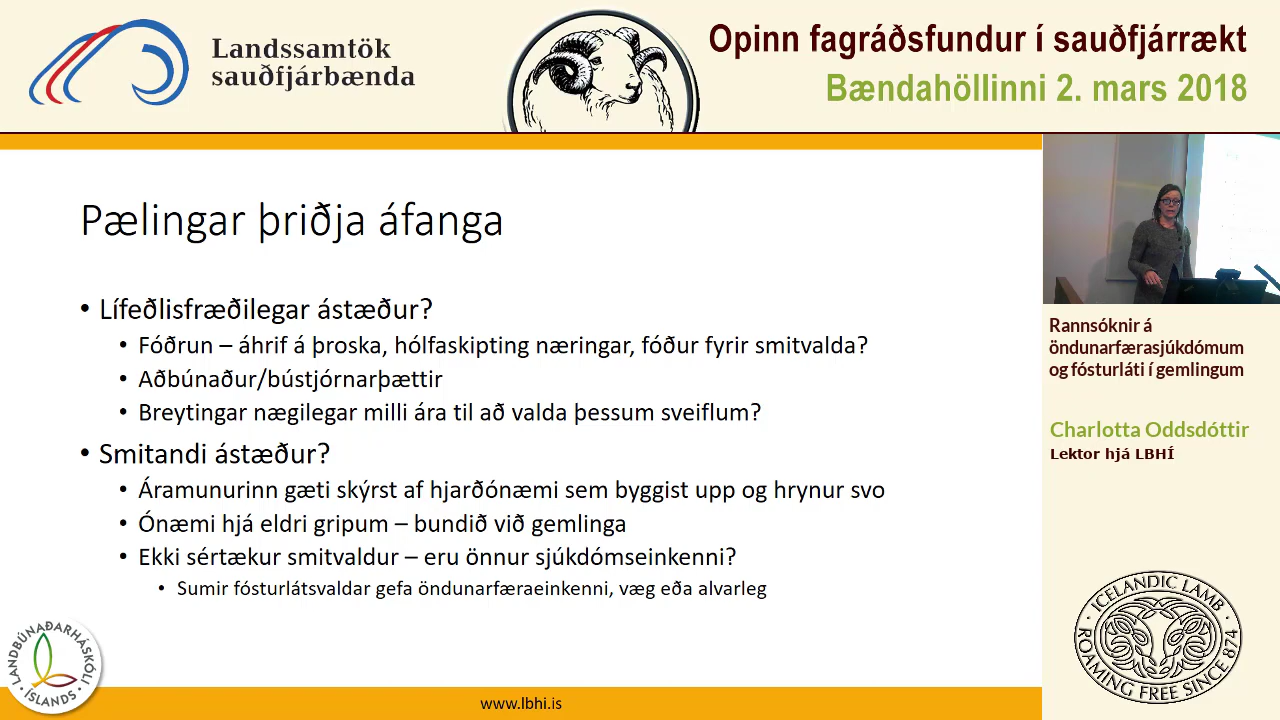 Landssamtök
sauðfjárbænda
Opinn fagráðsfundur í sauðfjárrækt
Bændahöllinni 2. mars 2018
Pælingar þriðja áfanga
• Lífeðlisfræðilegar ástæður?
• Fóðrun – áhrif á þroska, hólfaskipting næringar, fóður fyrir smitvalda?
• Aðbúnaður/bústjórnarþættir
• Breytingar nægilegar milli ára til að valda þessum sveiflum?
• Smitandi ástæður?
• Áramunurinn gæti skýrst af hjarðónæmi sem byggist upp og hrynur svo
• Ónæmi hjá eldri gripum – bundið við gemlinga
• Ekki sértækur smitvaldur – eru önnur sjúkdómseinkenni?
• Sumir fósturlátsvaldar gefa öndunarfæraeinkenni, væg eða alvarleg
Rannsóknir á
öndunarfærasjúkdómum
og fósturláti í gemlingum
Charlotta Oddsdóttir
Lektor hjá LBHÍ
· ICELANDIC LAMB ·
ROAMING FREE SINCE 874
LANDBÚNAÐARHÁSKÓLI
· ÍSLANDS ·
www.lbhi.is